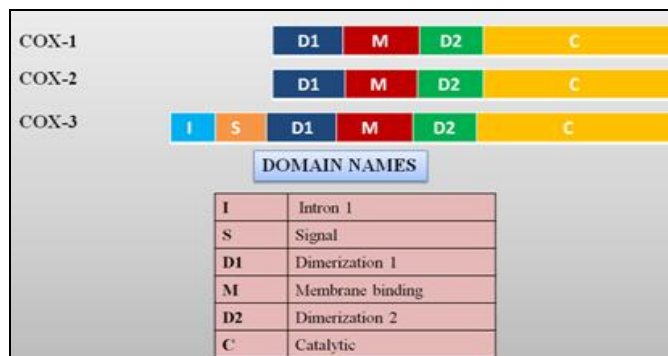 COX-1 D1 M D2 C
COX-2 D1 M D2 C
COX-3 I S D1 M D2 C
DOMAIN NAMES
I Intron 1
S Signal
D1 Dimerization 1
M Membrane binding
D2 Dimerization 2
C Catalytic